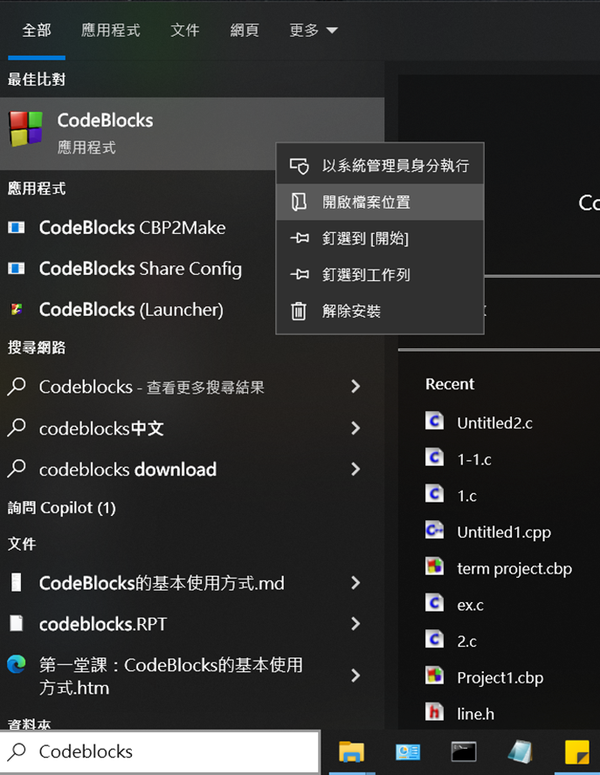 全部 應用程式 文件 網頁 更多
最佳比對
CodeBlocks
應用程式
以系統管理員身分執行
開啟檔案位置
釘選到 [開始]
釘選到工作列
解除安裝
應用程式
CodeBlocks CBP2Make
CodeBlocks Share Config
CodeBlocks (Launcher)
搜尋網路
Codeblocks - 查看更多搜尋結果
codeblocks中文
codeblocks download
詢問 Copilot (1)
文件
CodeBlocks的基本使用方式.md
codeblocks.RPT
第一堂課：CodeBlocks的基本使用
方式.htm
資料夾
Codeblocks
Co
Recent
Untitled2.c
1-1.c
1.c
Untitled1.cpp
term project.cbp
ex.c
2.c
Project1.cbp
line.h